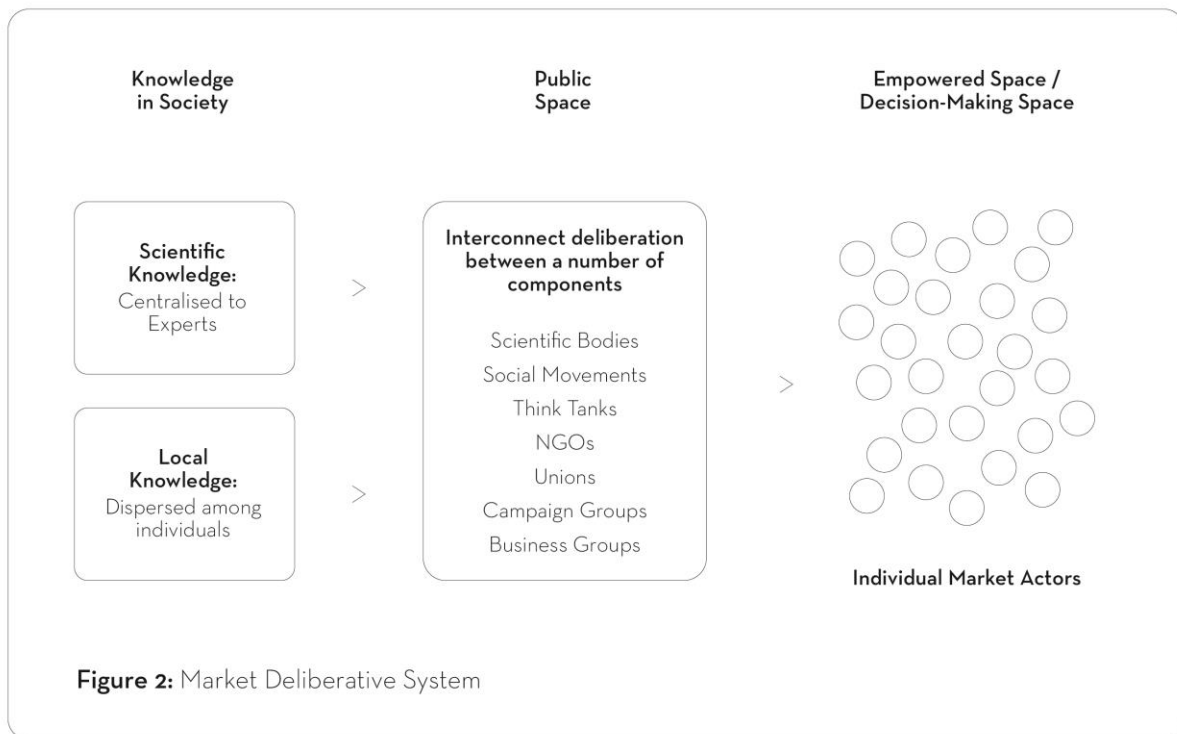 Knowledge
in Society
Public
Space
Empowered Space /
Decision-Making Space
Scientific
Knowledge:
Centralised to
Experts
>
Local
Knowledge:
Dispersed among
individuals
>
Interconnect deliberation
between a number of
components
Scientific Bodies
Social Movements
Think Tanks
NGOs
Unions
Campaign Groups
Business Groups
>
Individual Market Actors
Figure 2: Market Deliberative System